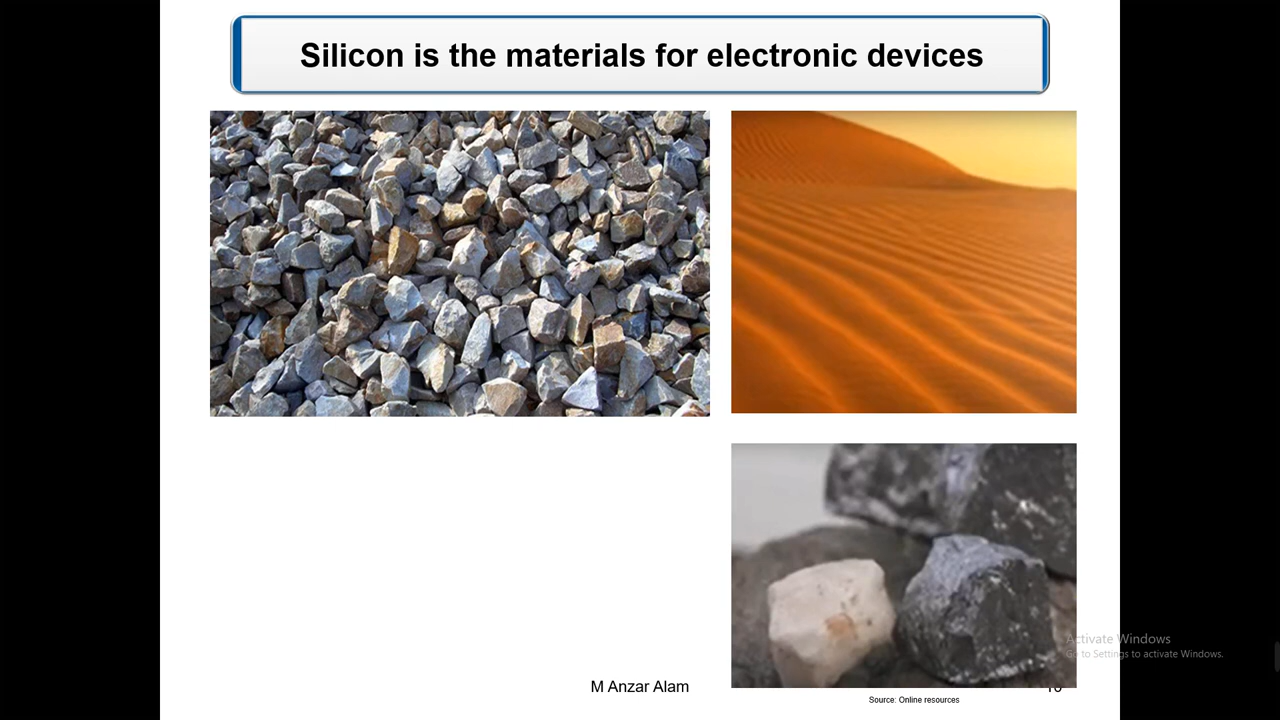 Silicon is the materials for electronic devices
Activate Windows
Go to Settings to activate Windows.
M Anzar Alam
Source: Online resources